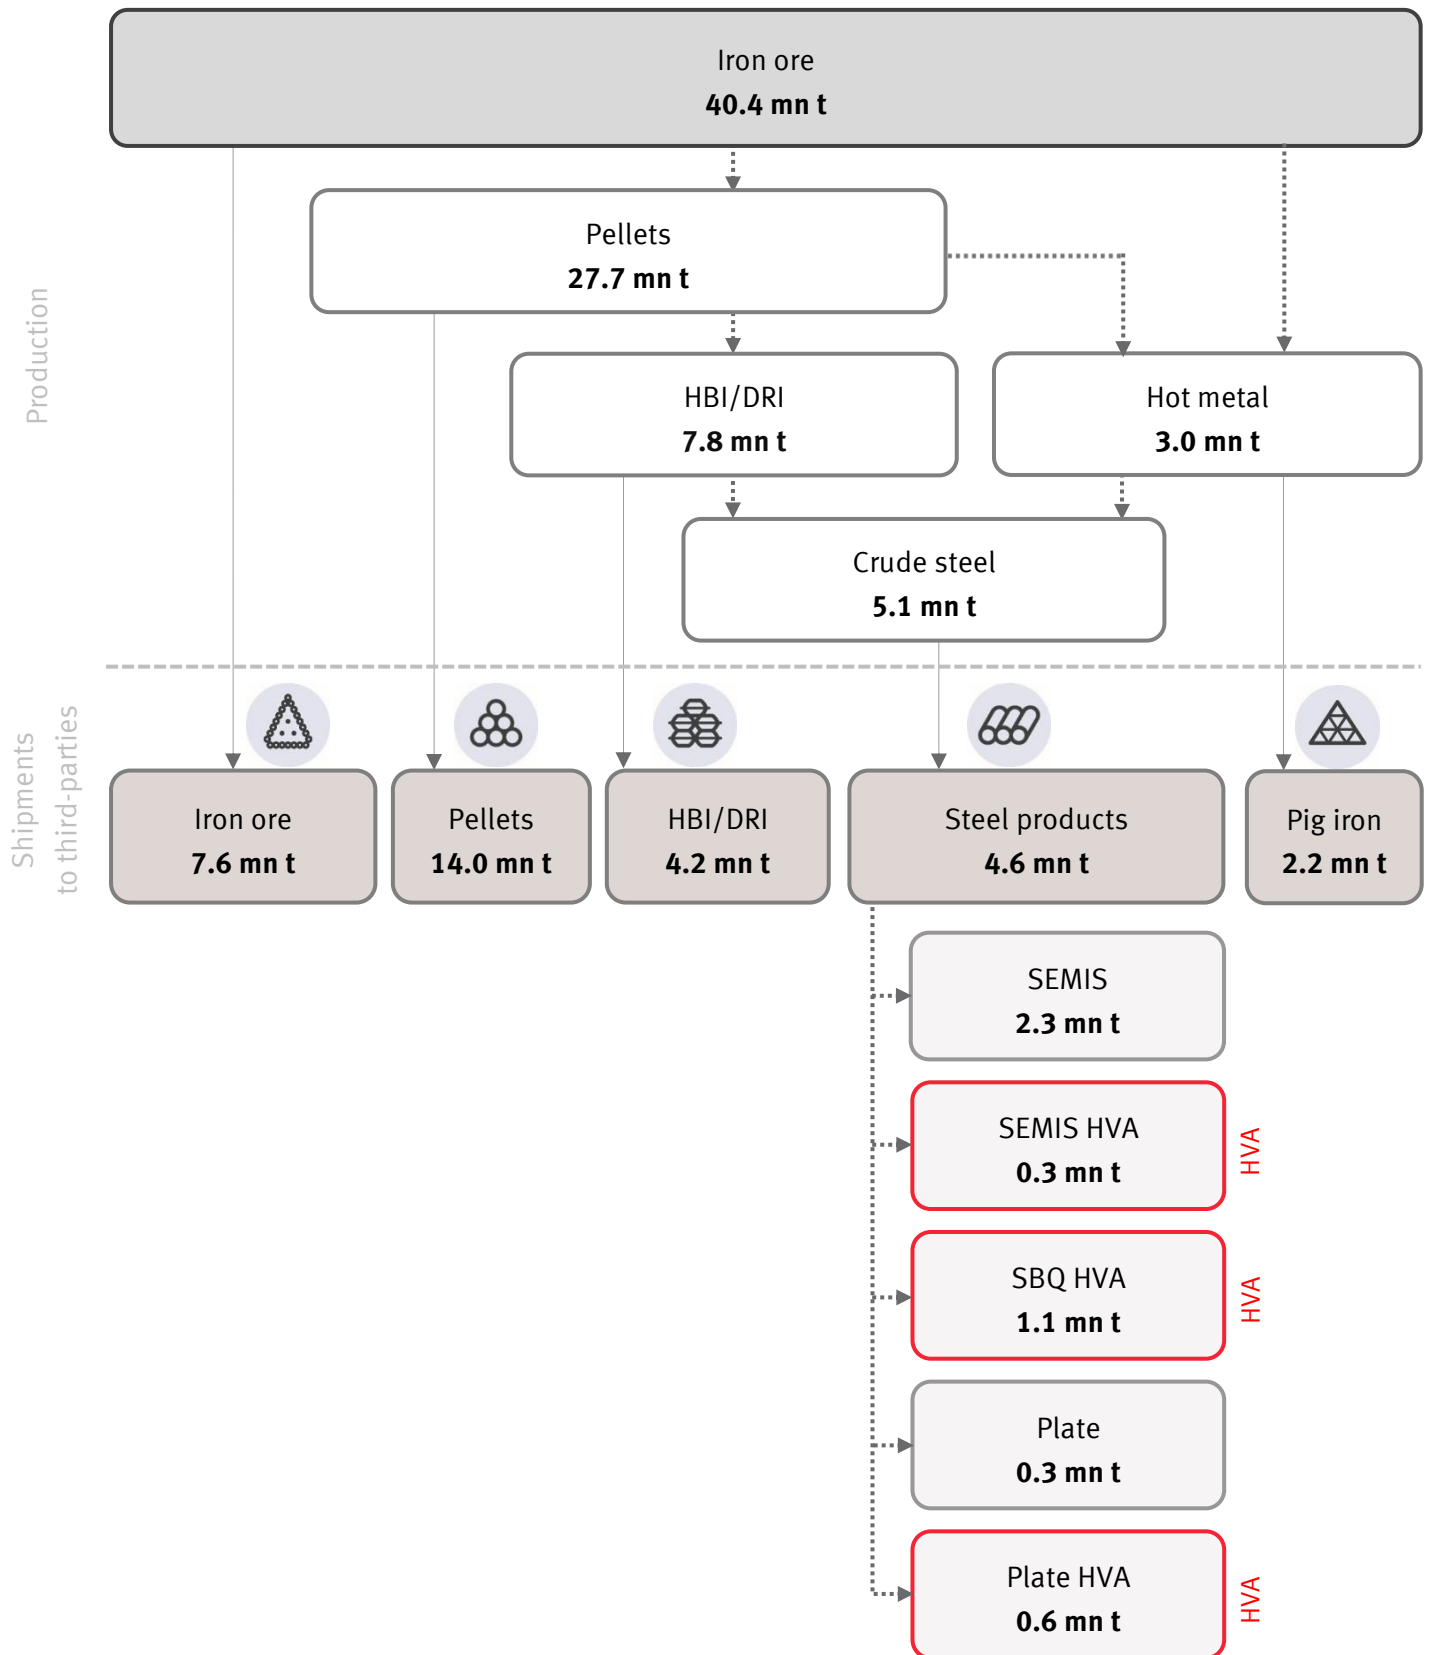 Iron ore
40.4 mn t
Production
Pellets
27.7 mn t
HBI/DRI
7.8 mn t
Hot metal
3.0 mn t
Crude steel
5.1 mn t
Shipments
to third-parties
Iron ore
7.6 mn t
Pellets
14.0 mn t
HBI/DRI
4.2 mn t
Steel products
4.6 mn t
Pig iron
2.2 mn t
SEMIS
2.3 mn t
SEMIS HVA
0.3 mn t
HVA
SBQ HVA
1.1 mn t
HVA
Plate
0.3 mn t
Plate HVA
0.6 mn t
HVA